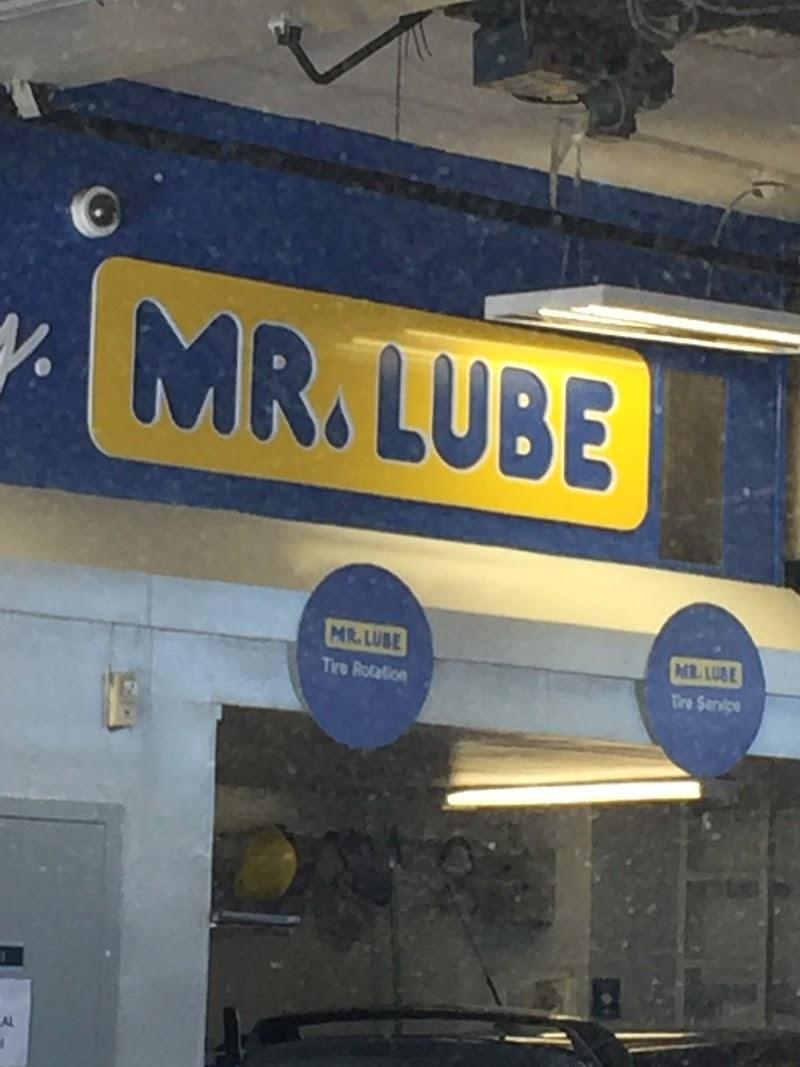 MR. LUBE
MR. LUBE
Tire Rotation
MR. LUBE
Tire Service